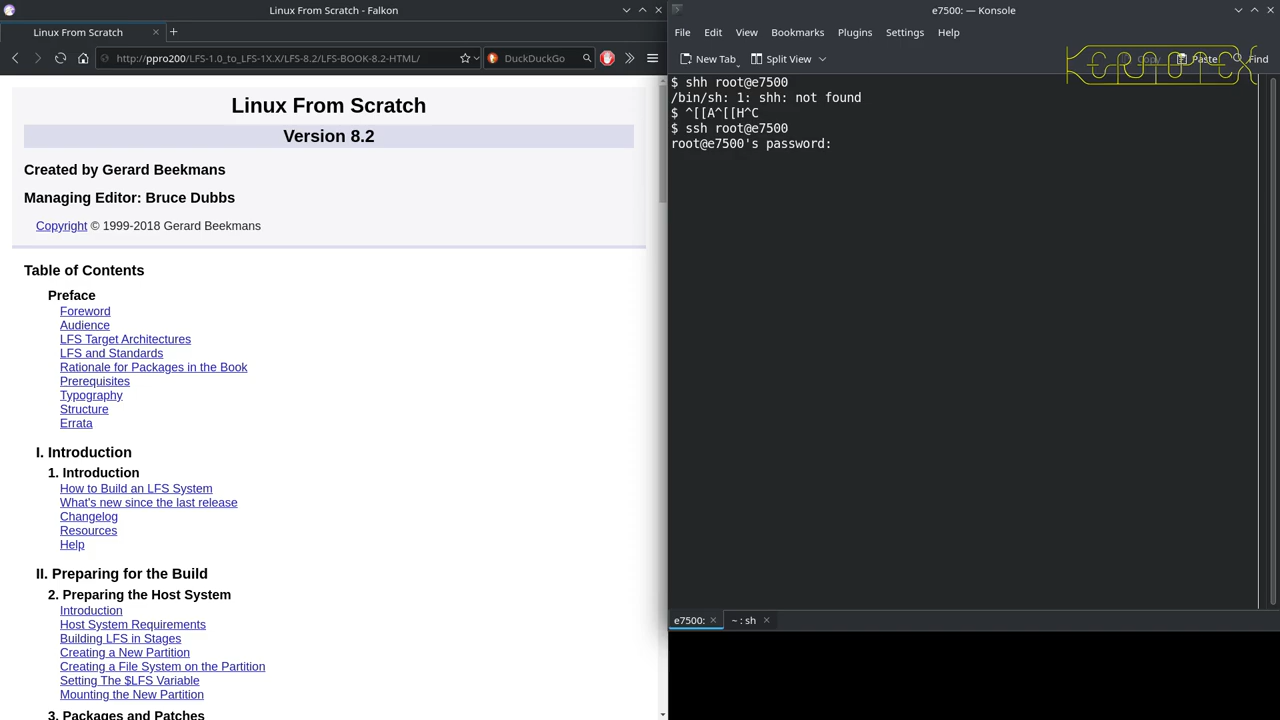 Linux From Scratch - Falkon
Linux From Scratch
http://ppro200/LFS-1.0_to_LFS-1X.X/LFS-8.2/LFS-BOOK-8.2-HTML/
DuckDuckGo
Linux From Scratch
Version 8.2
Created by Gerard Beekmans
Managing Editor: Bruce Dubbs
Copyright © 1999-2018 Gerard Beekmans
Table of Contents
Preface
Foreword
Audience
LFS Target Architectures
LFS and Standards
Rationale for Packages in the Book
Prerequisites
Typography
Structure
Errata
I. Introduction
1. Introduction
How to Build an LFS System
What's new since the last release
Changelog
Resources
Help
II. Preparing for the Build
2. Preparing the Host System
Introduction
Host System Requirements
Building LFS in Stages
Creating a New Partition
Creating a File System on the Partition
Setting The $LFS Variable
Mounting the New Partition
3. Packages and Patches
e7500: — Konsole
File Edit View Bookmarks Plugins Settings Help
New Tab Split View Copy Paste Find
$ shh root@e7500
/bin/sh: 1: shh: not found
$ ^[[A^[[H^C
$ ssh root@e7500
root@e7500's password:
e7500:
~ : sh